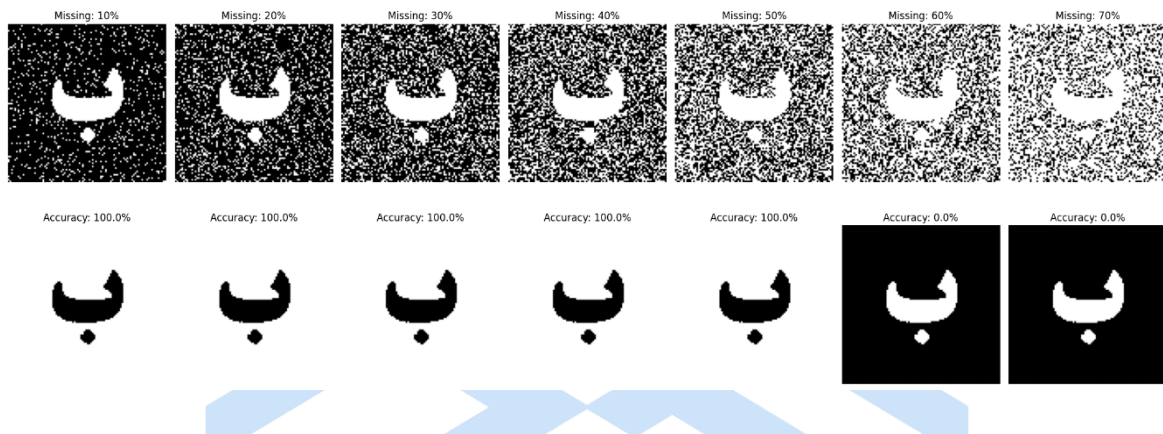 Missing: 10% Missing: 20% Missing: 30% Missing: 40% Missing: 50% Missing: 60% Missing: 70%
ب ب ب ب ب ب ب
Accuracy: 100.0% Accuracy: 100.0% Accuracy: 100.0% Accuracy: 100.0% Accuracy: 100.0% Accuracy: 0.0% Accuracy: 0.0%
ب ب ب ب ب ب ب